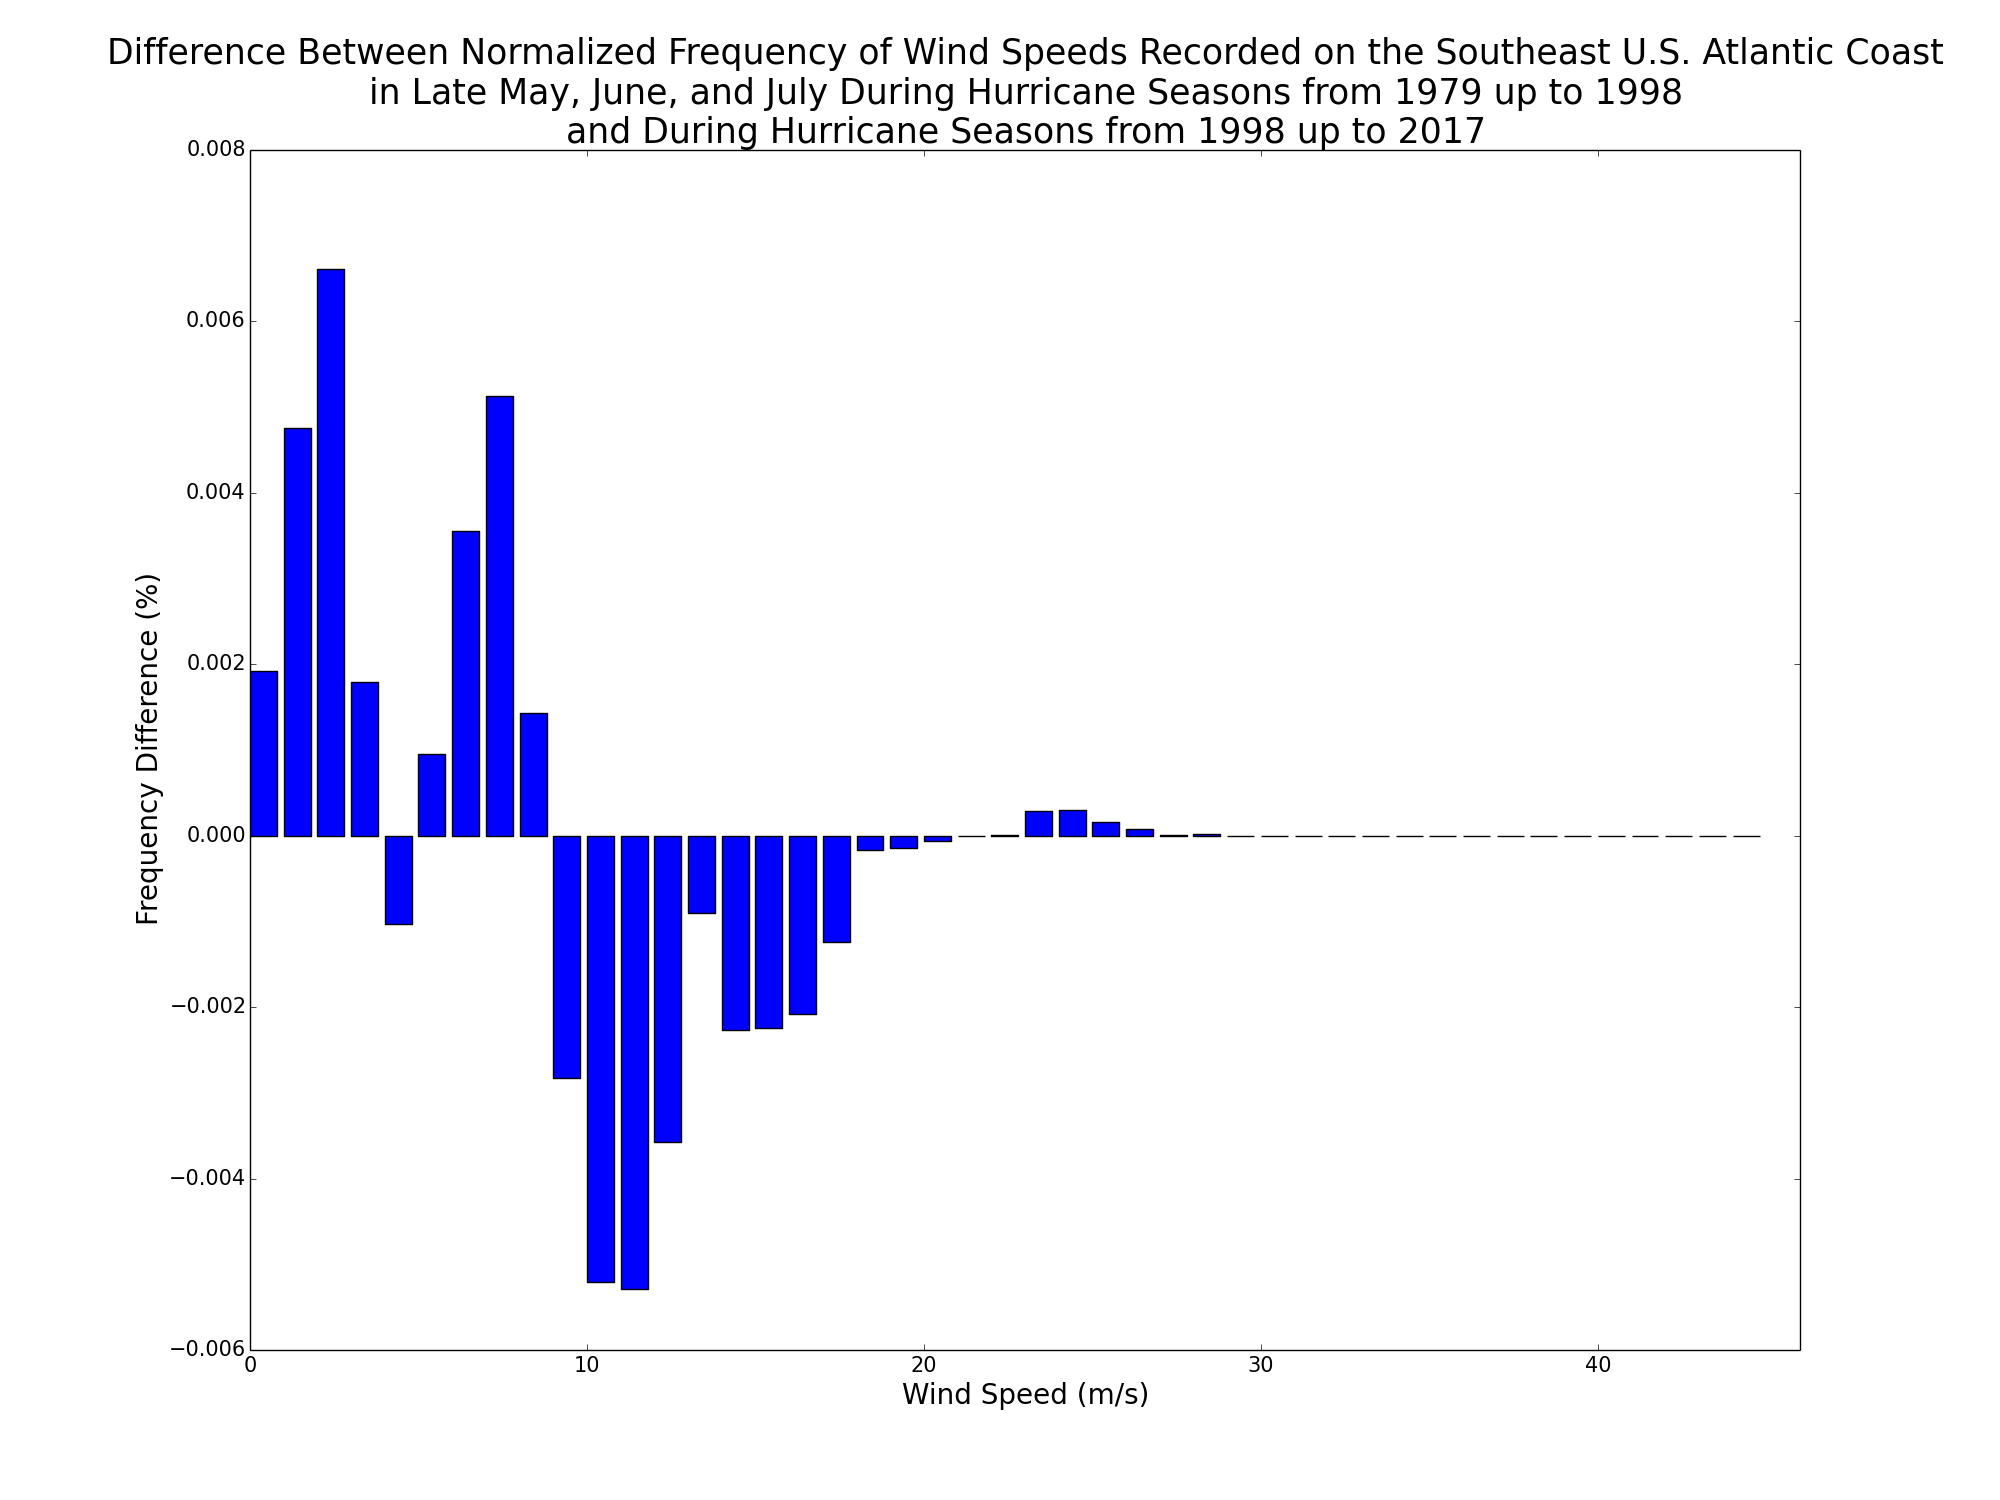 Difference Between Normalized Frequency of Wind Speeds Recorded on the Southeast U.S. Atlantic Coast
in Late May, June, and July During Hurricane Seasons from 1979 up to 1998
and During Hurricane Seasons from 1998 up to 2017
0.008
0.006
0.004
0.002
0.000
−0.002
−0.004
−0.006
Frequency Difference (%)
0 10 20 30 40
Wind Speed (m/s)